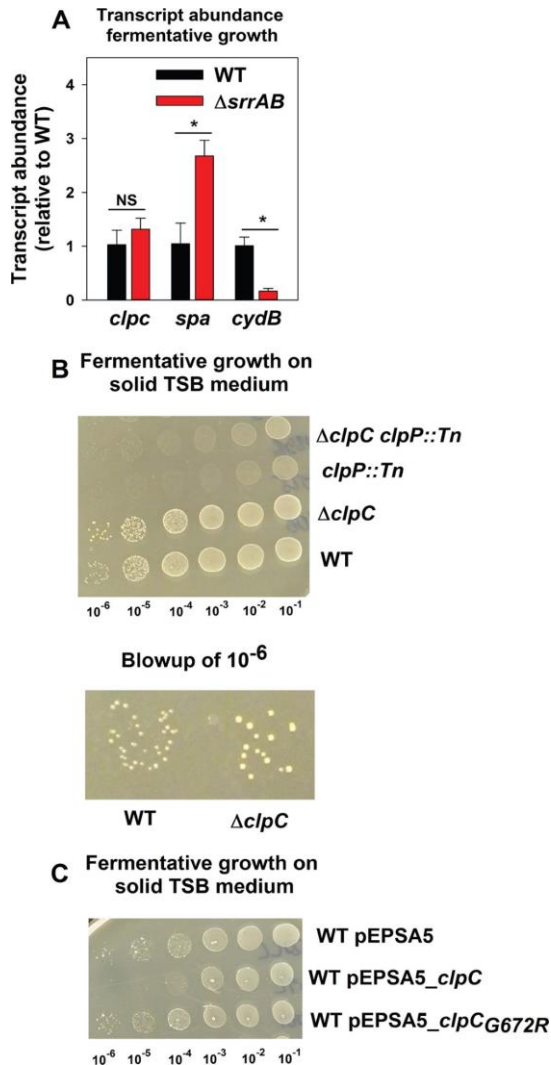 A
Transcript abundance
fermentative growth
Transcript abundance
(relative to WT)
4
3
2
1
0
WT
ΔsrrAB
NS
*
*
clpc
spa
cydB
B
Fermentative growth on
solid TSB medium
ΔclpC clpP::Tn
clpP::Tn
ΔclpC
WT
10-6 10-5 10-4 10-3 10-2 10-1
Blowup of 10-6
WT ΔclpC
C
Fermentative growth on
solid TSB medium
WT pEPSA5
WT pEPSA5_clpC
WT pEPSA5_clpCG672R
10-6 10-5 10-4 10-3 10-2 10-1